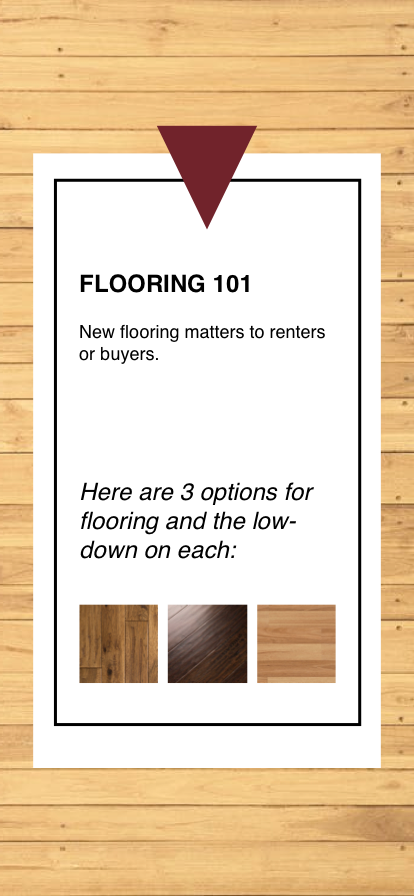 FLOORING 101
New flooring matters to renters
or buyers.
Here are 3 options for
flooring and the low-
down on each: